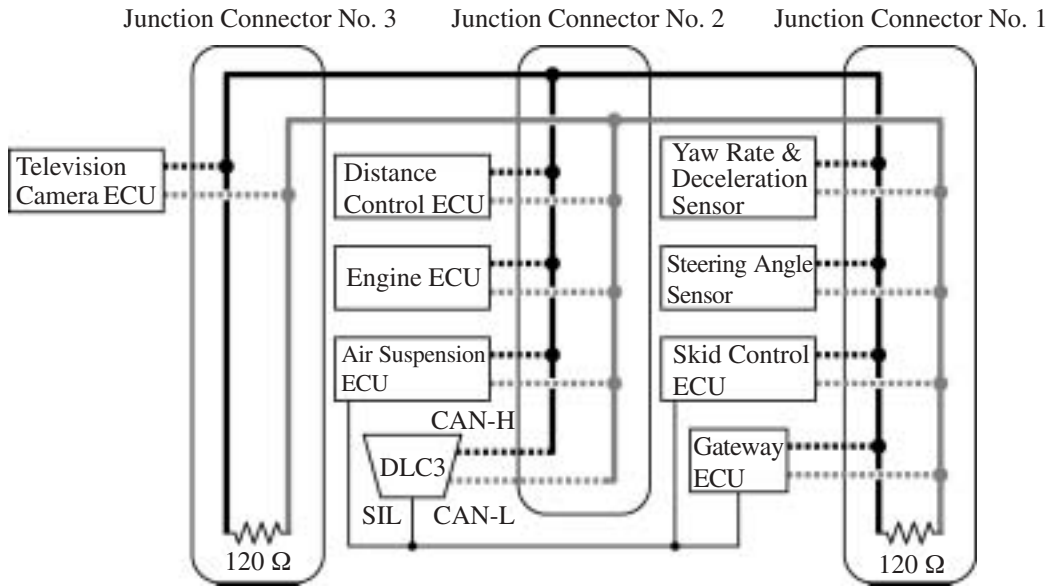 Junction Connector No. 3
Junction Connector No. 2
Junction Connector No. 1
Television
Camera ECU
Distance
Control ECU
Yaw Rate &
Deceleration
Sensor
Engine ECU
Steering Angle
Sensor
Air Suspension
ECU
Skid Control
ECU
CAN-H
DLC3
Gateway
ECU
SIL
CAN-L
120 Ω
120 Ω